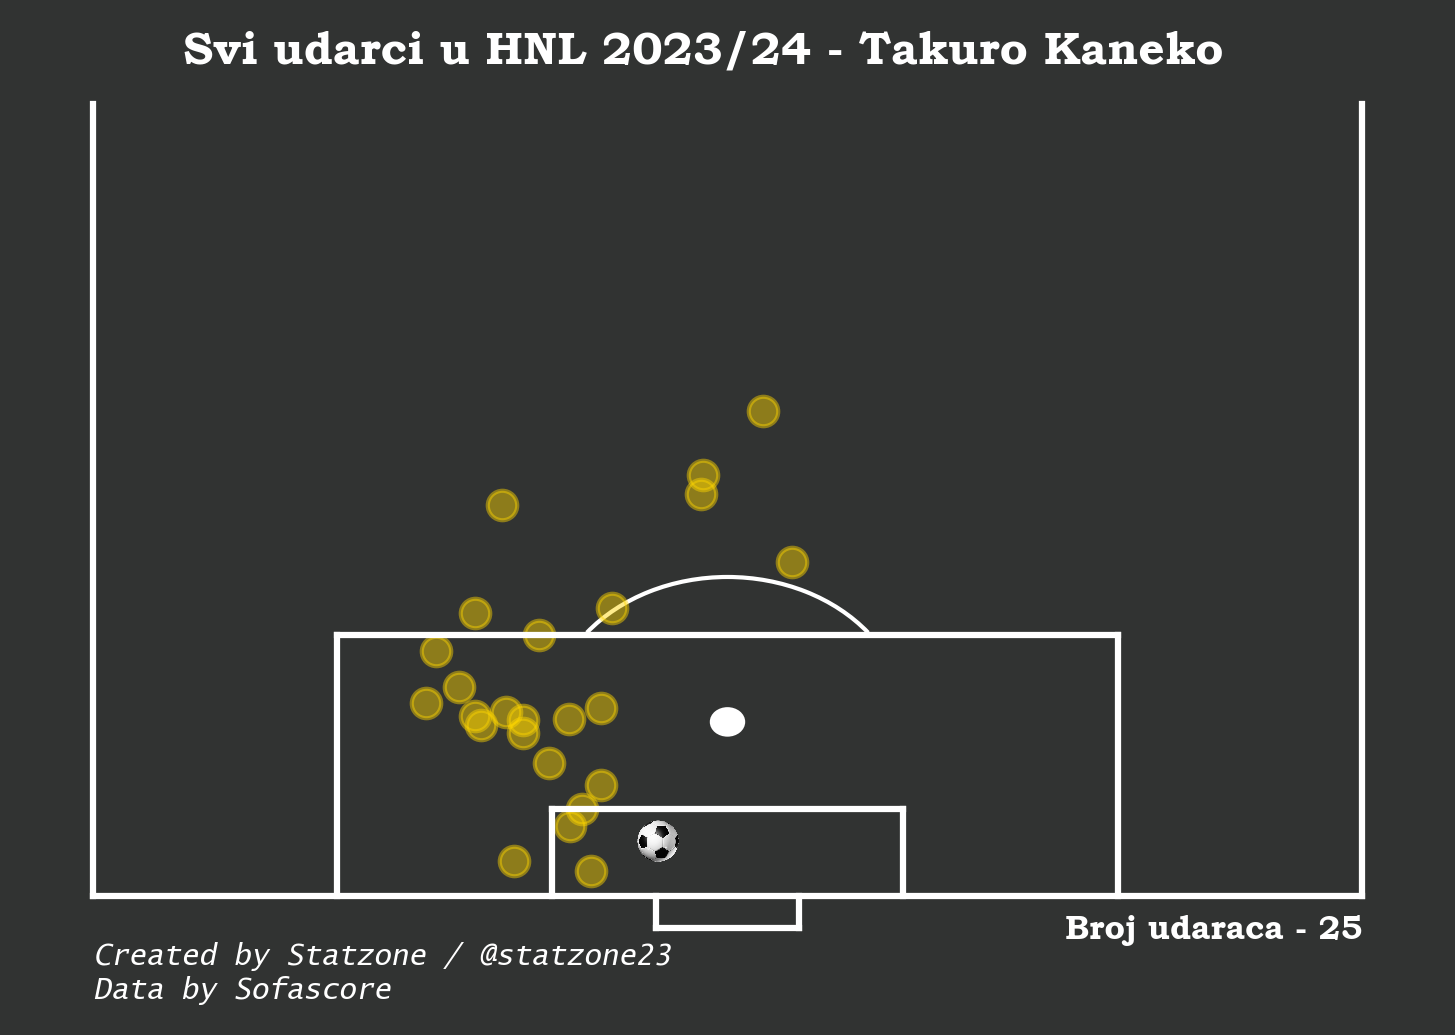 Svi udarci u HNL 2023/24 - Takuro Kaneko
Broj udaraca - 25
Created by Statzone / @statzone23
Data by Sofascore